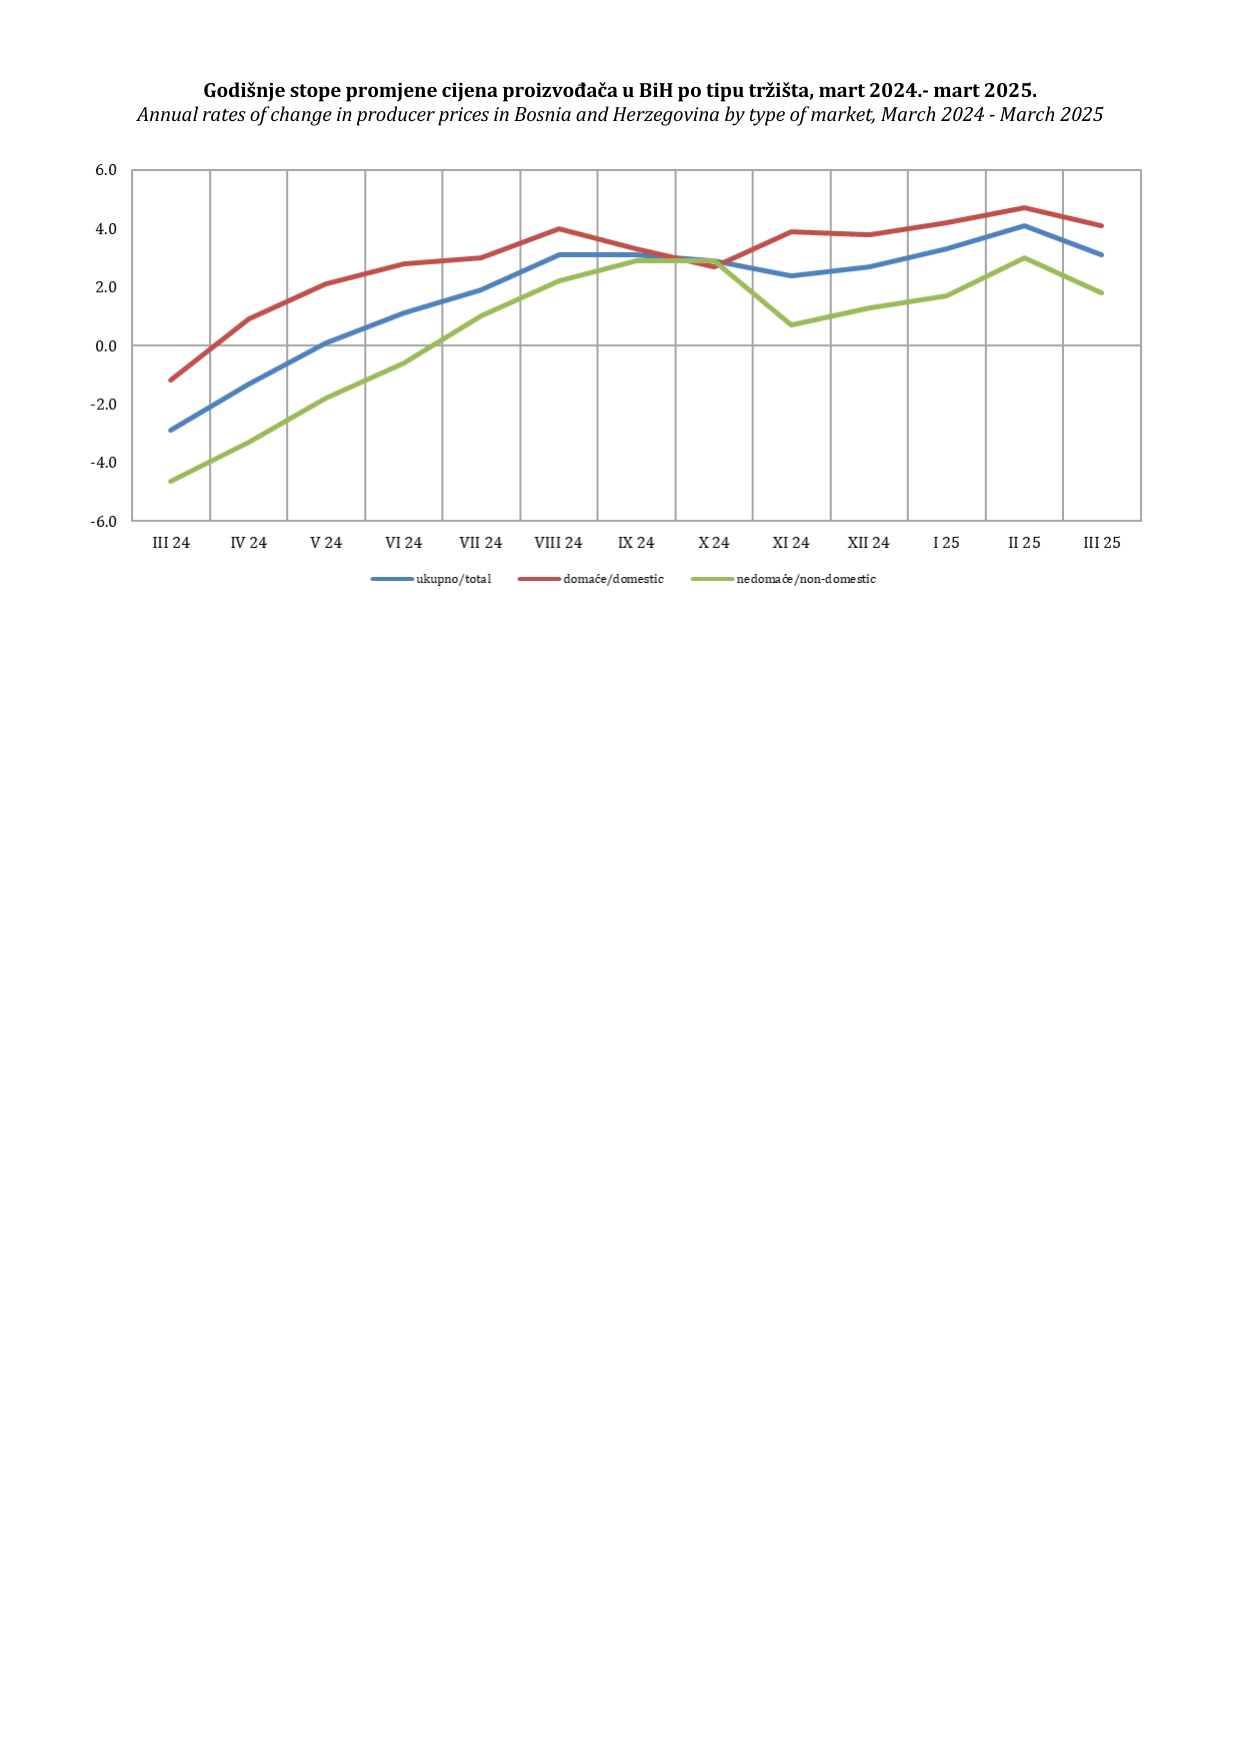 Godišnje stope promjene cijena proizvođača u BiH po tipu tržišta, mart 2024.- mart 2025.
Annual rates of change in producer prices in Bosnia and Herzegovina by type of market, March 2024 - March 2025
6.0
4.0
2.0
0.0
-2.0
-4.0
-6.0
III 24 IV 24 V 24 VI 24 VII 24 VIII 24 IX 24 X 24 XI 24 XII 24 I 25 II 25 III 25
ukupno/total domaće/domestic nedomaće/non-domestic